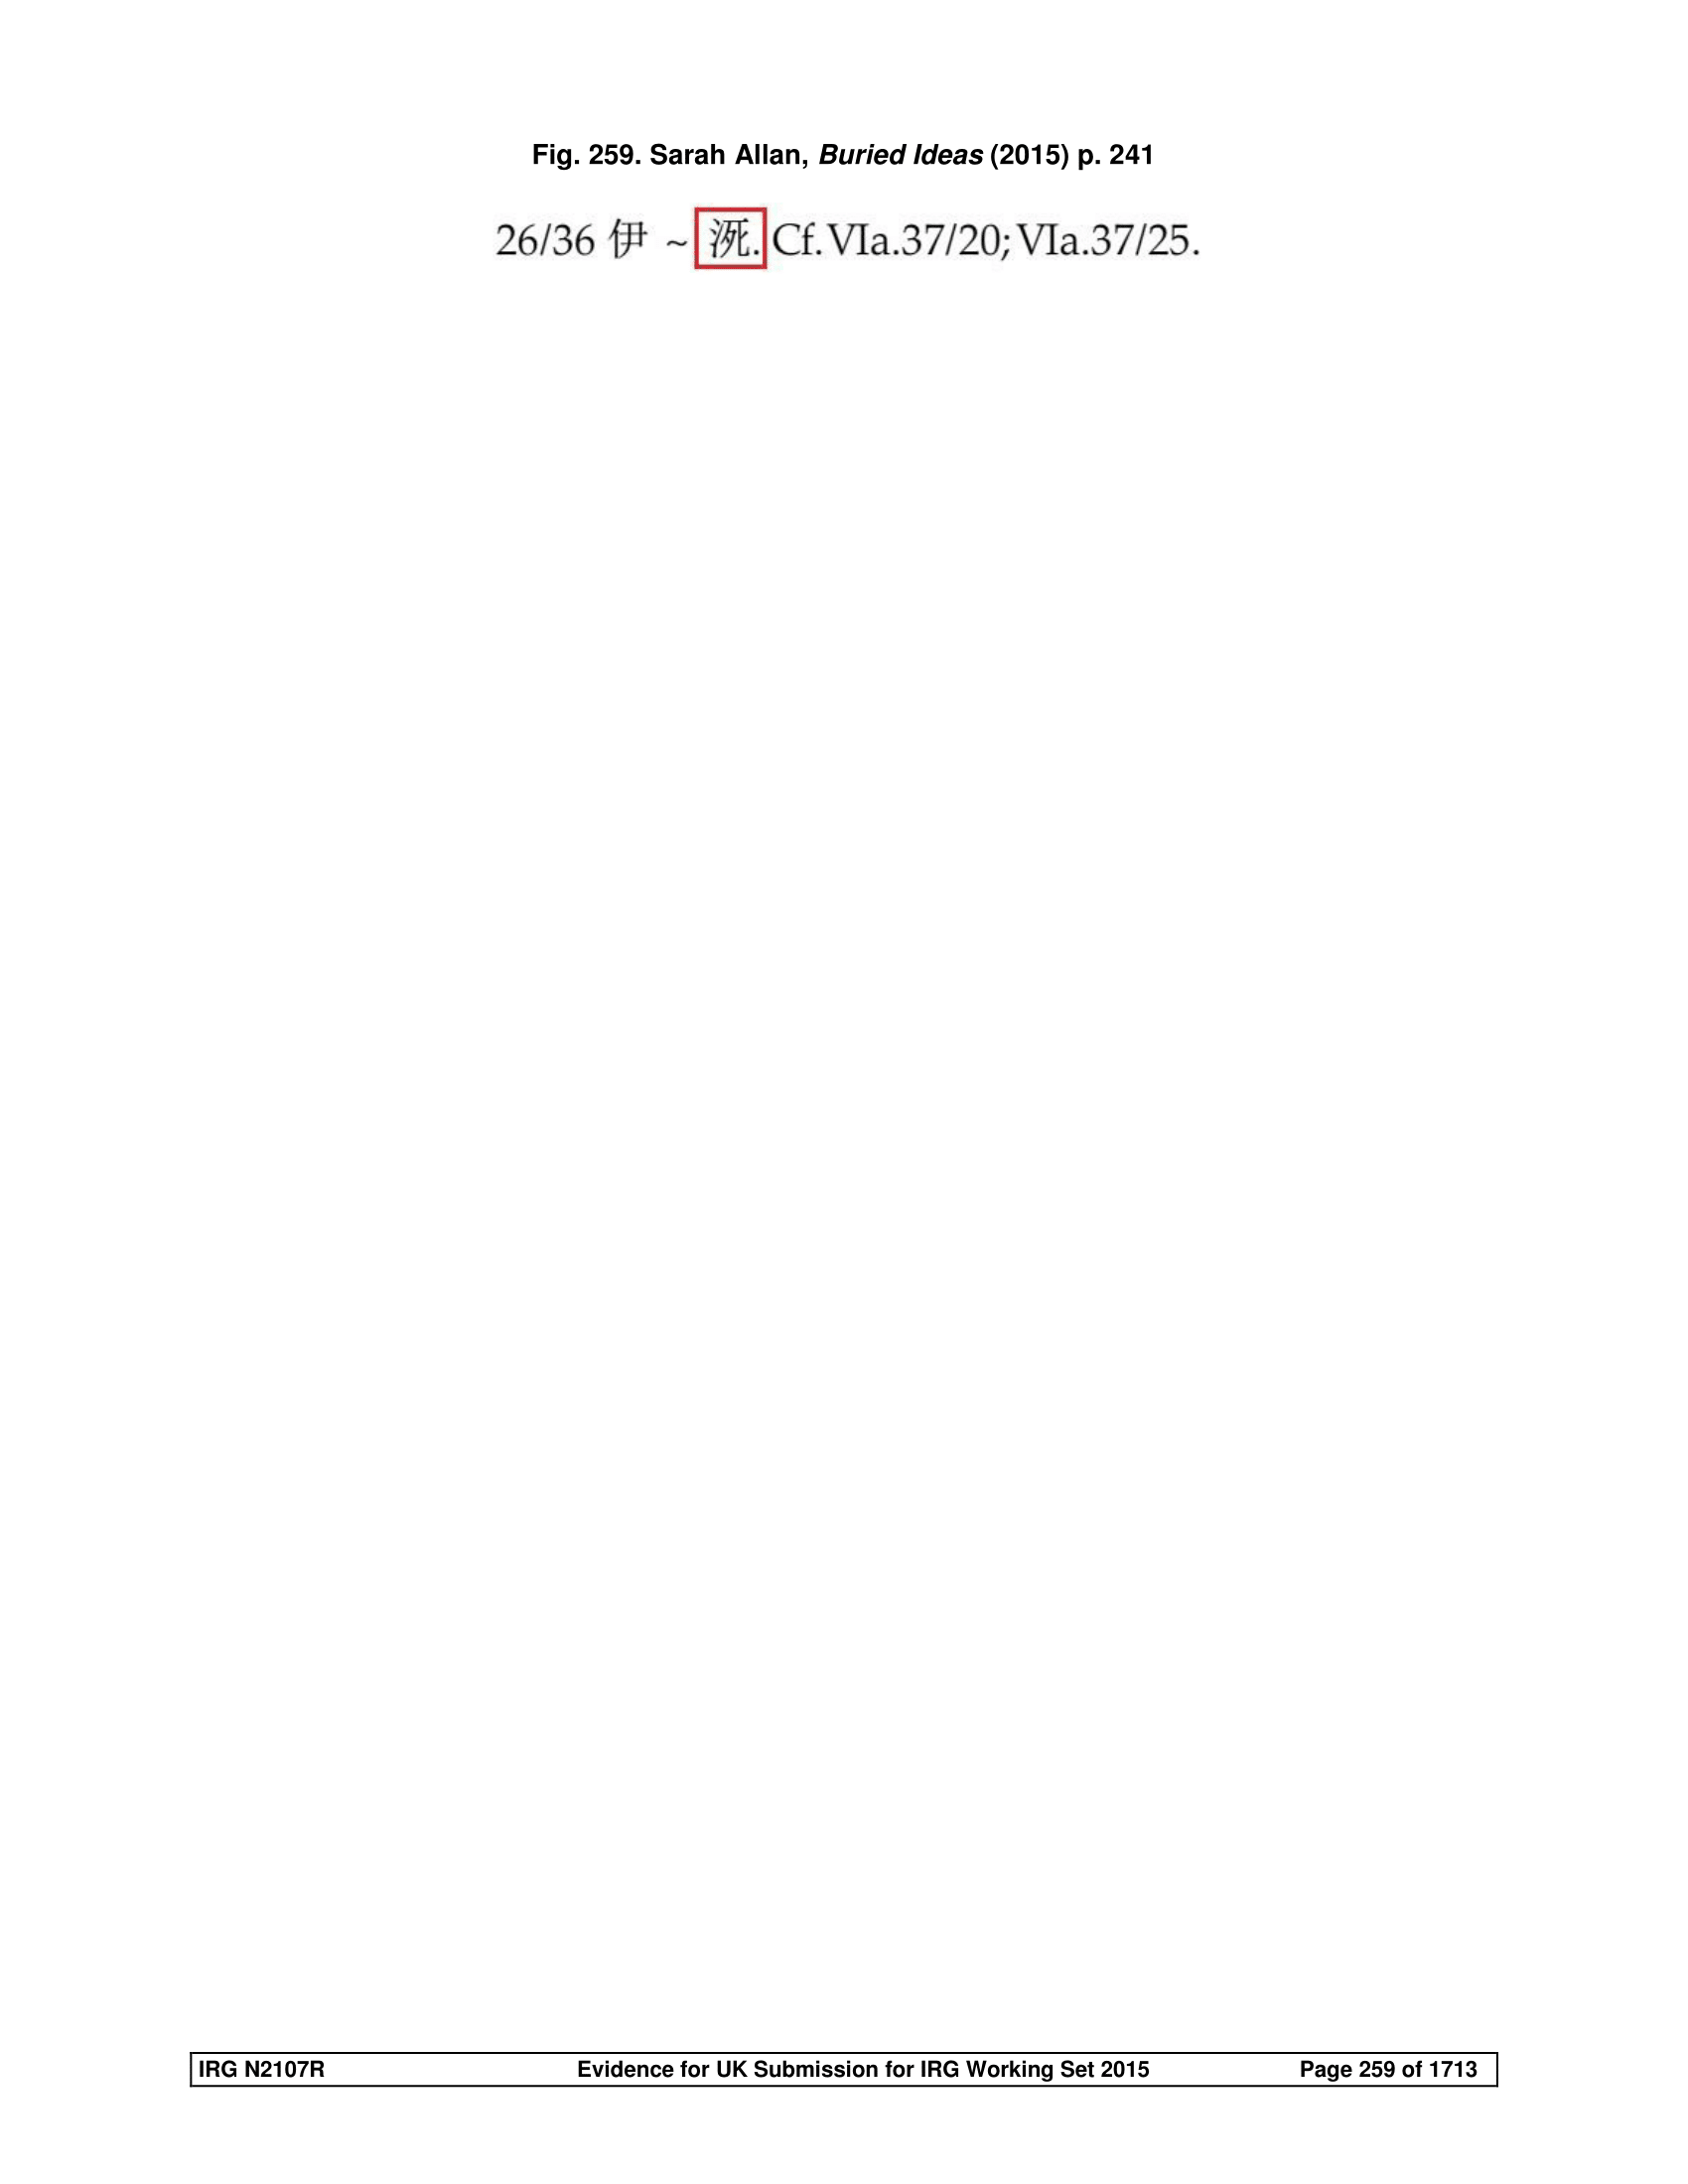 Fig. 259. Sarah Allan, Buried Ideas (2015) p. 241
26/36 伊 ~ . Cf. VIa.37/20; VIa.37/25.
IRG N2107R Evidence for UK Submission for IRG Working Set 2015 Page 259 of 1713